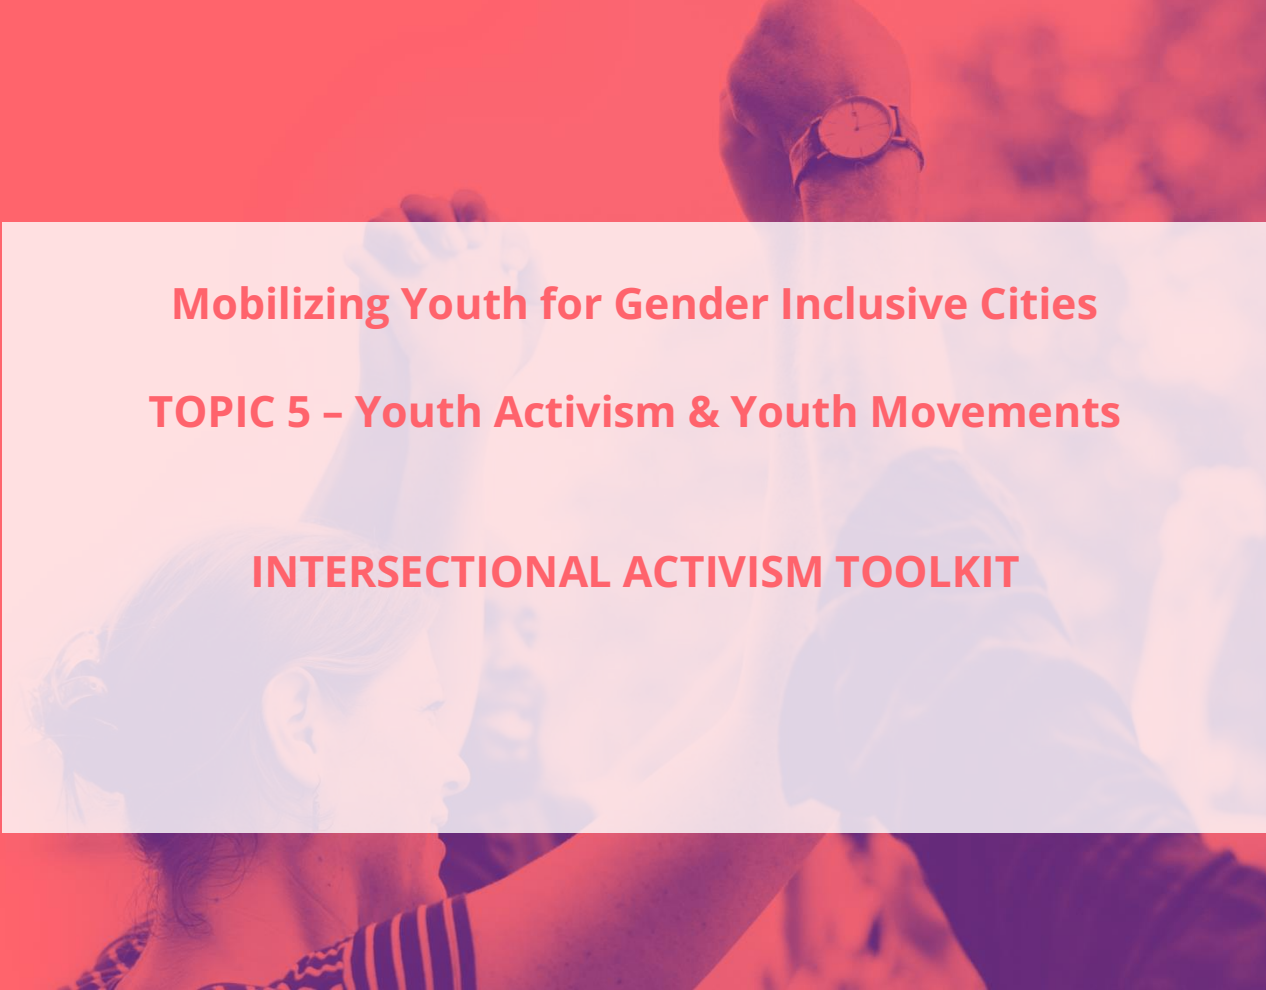 Mobilizing Youth for Gender Inclusive Cities
TOPIC 5 – Youth Activism & Youth Movements
INTERSECTIONAL ACTIVISM TOOLKIT